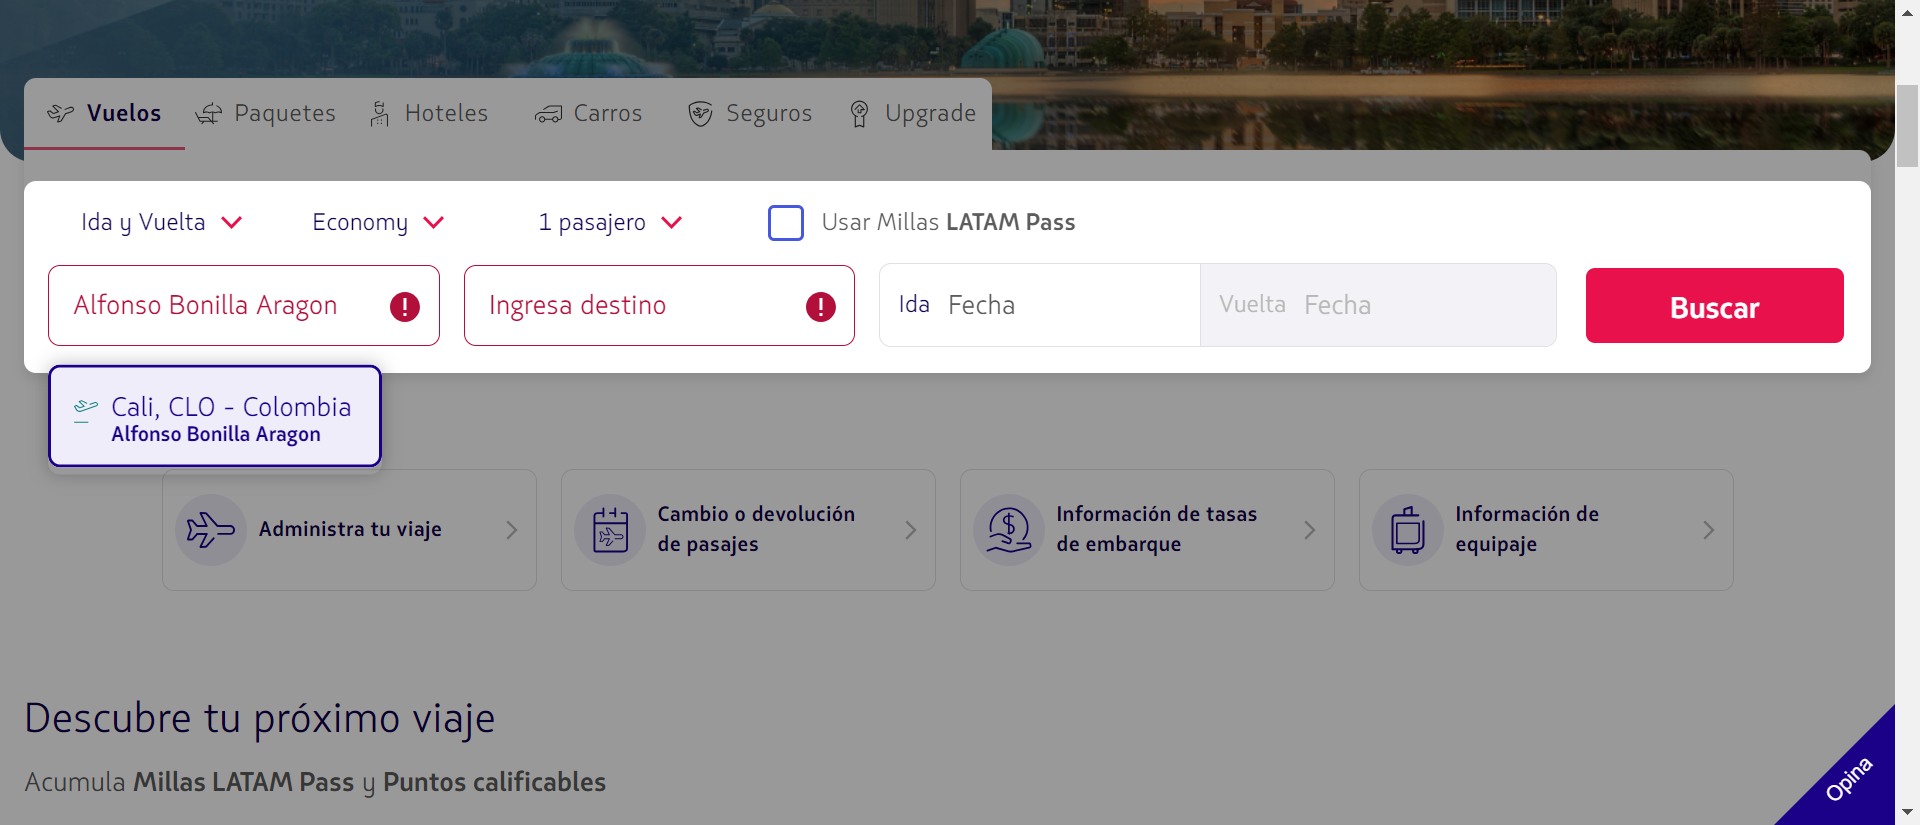 Vuelos Paquetes Hoteles Carros Seguros Upgrade
Ida y Vuelta Economy 1 pasajero Usar Millas LATAM Pass
Alfonso Bonilla Aragon Ingresa destino Ida Fecha Vuelta Fecha Buscar
Cali, CLO - Colombia
Alfonso Bonilla Aragon
Administra tu viaje
Cambio o devolución
de pasajes
Información de tasas
de embarque
Información de
equipaje
Descubre tu próximo viaje
Acumula Millas LATAM Pass y Puntos calificables
Opina